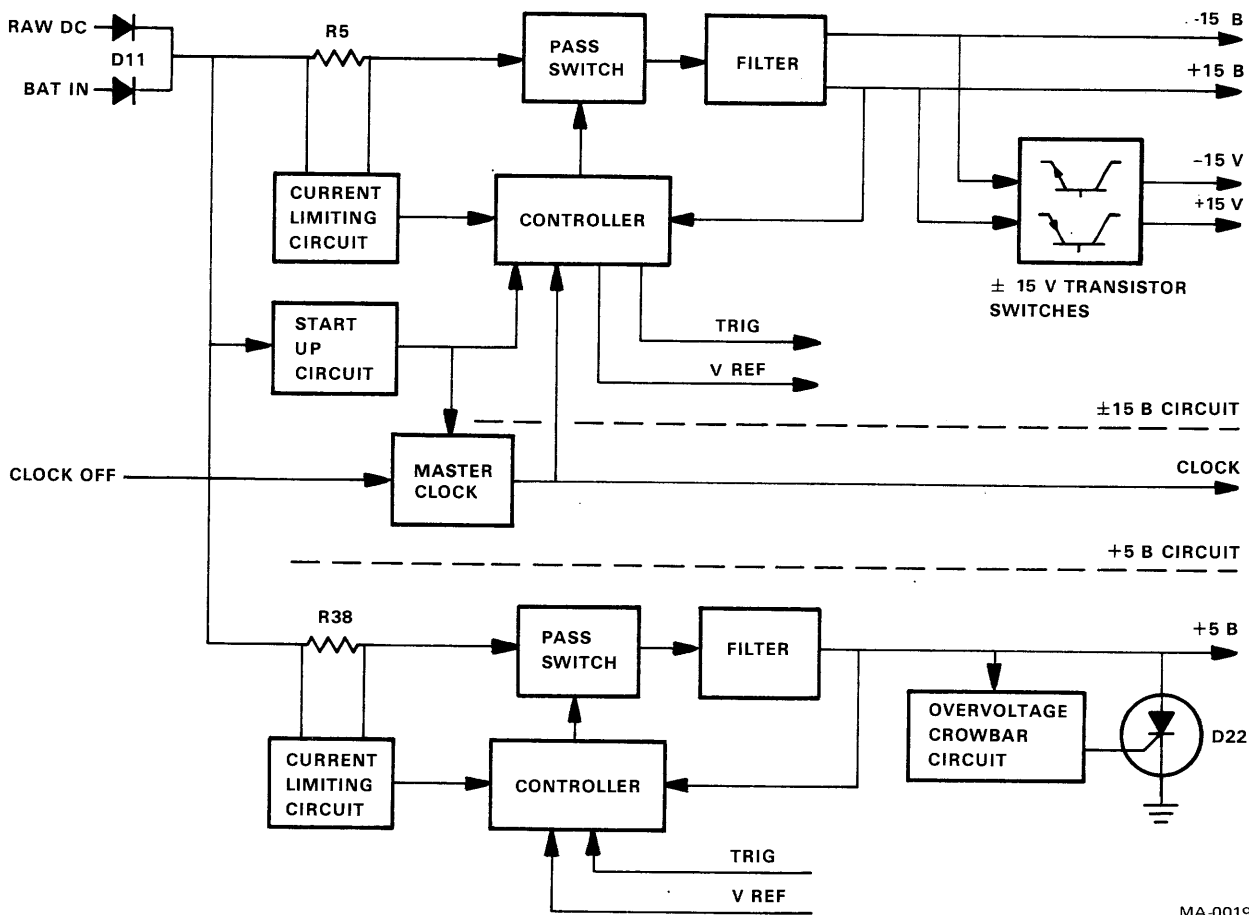 RAW DC
D11
BAT IN
R5
PASS
SWITCH
FILTER
-15 B
+15 B
CURRENT
LIMITING
CIRCUIT
CONTROLLER
-15 V
+15 V
± 15 V TRANSISTOR
SWITCHES
START
UP
CIRCUIT
TRIG
V REF
±15 B CIRCUIT
CLOCK OFF
MASTER
CLOCK
CLOCK
+5 B CIRCUIT
R38
PASS
SWITCH
FILTER
+5 B
CURRENT
LIMITING
CIRCUIT
CONTROLLER
OVERVOLTAGE
CROWBAR
CIRCUIT
D22
TRIG
V REF
MA-0019